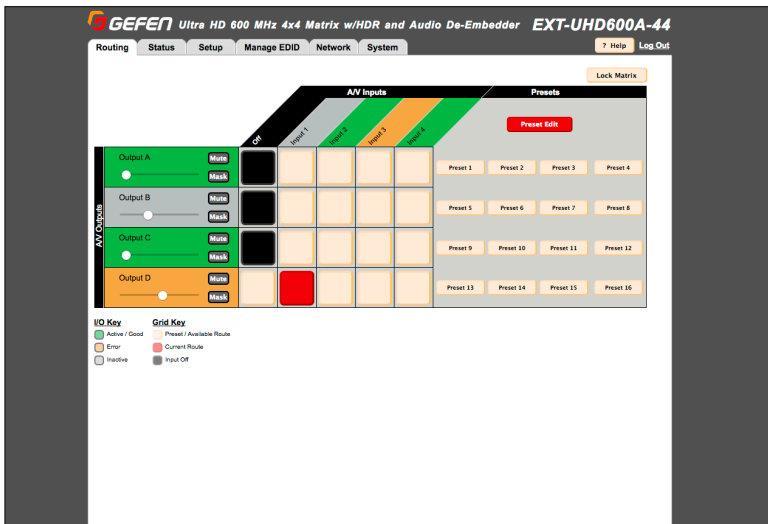 GEFEN Ultra HD 600 MHz 4x4 Matrix w/HDR and Audio De-Embedder EXT-UHD600A-44
Routing Status Setup Manage EDID Network System ? Help Log Out
Lock Matrix
A/V Inputs Presets
Off Input 1 Input 2 Input 3 Input 4
Preset Edit
A/V Outputs
Output A Mute
Mask
Preset 1 Preset 2 Preset 3 Preset 4
Output B Mute
Mask
Preset 5 Preset 6 Preset 7 Preset 8
Output C Mute
Mask
Preset 9 Preset 10 Preset 11 Preset 12
Output D Mute
Mask
Preset 13 Preset 14 Preset 15 Preset 16
I/O Key Grid Key
Active / Good Preset / Available Route
Error Current Route
Inactive Input Off